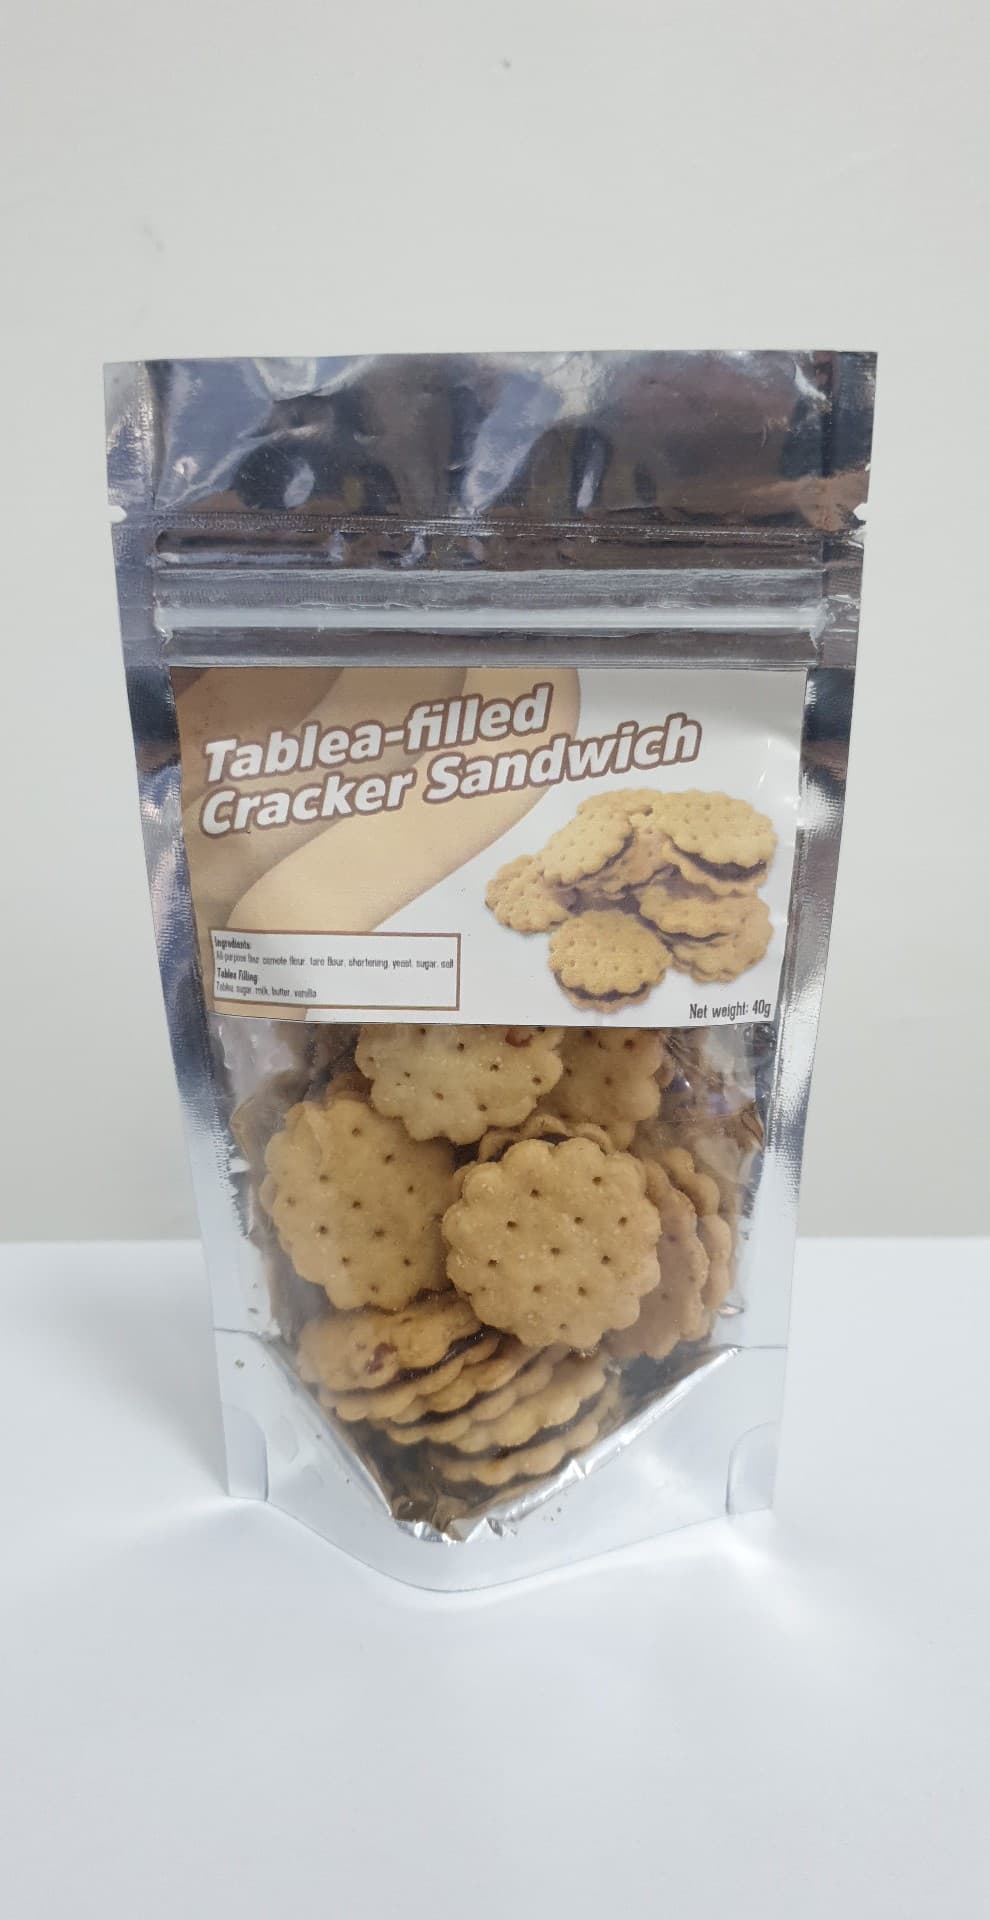 Tablea-filled
Cracker Sandwich
Ingredients:
All-purpose flour camote flour, taro flour, shortening, yeast, sugar, salt
Tablea Filling
Tablea, sugar, milk, butter, vanilla
Net weight: 40g